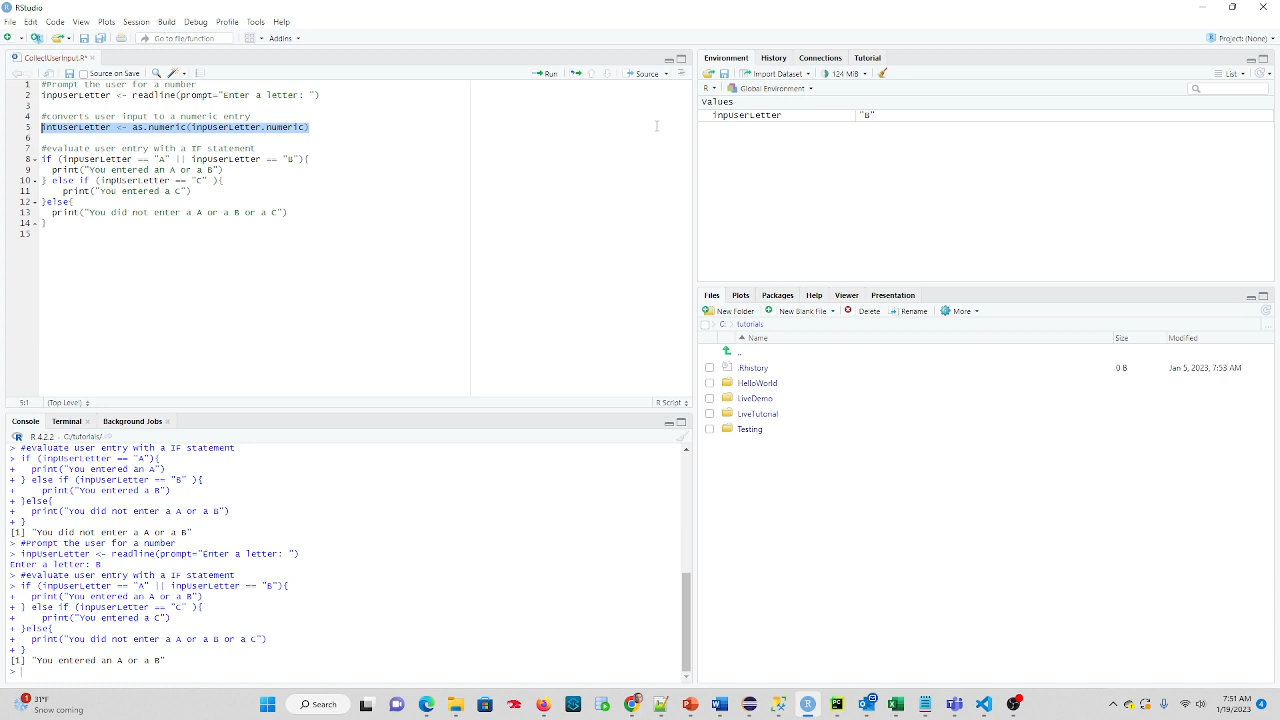 RStudio
File Edit Code View Plots Session Build Debug Profile Tools Help
Go to file/function Addins Project: (None)
CollectUserInput.R*
Source on Save Run Source
1 #Prompt the user for a number
2 inpUserLetter <- readline(prompt="Enter a letter: ")
3
4 #converts user input to a numeric entry
5 intUserLetter <- as.numeric(inpUserLetter.numeric)
6
7 #evaluate user entry with a IF statement
8 if (inpUserLetter == "A" || inpUserLetter == "B"){
9 print("You entered an A or a B")
10 } else if (inpUserLetter == "C" ){
11 print("You entered a C")
12 }else{
13 print("You did not enter a A or a B or a C")
14 }
15
5:1 (Top Level) R Script
Console Terminal Background Jobs
R 4.2.2 · C:/tutorials/
> #evaluate user entry with a IF statement
> if (inpUserLetter == "A"){
+ print("You entered an A")
+ } else if (inpUserLetter == "B" ){
+ print("You entered a B")
+ }else{
+ print("You did not enter a A or a B")
+ }
[1] "You did not enter a A or a B"
> #Prompt the user for a number
> inpUserLetter <- readline(prompt="Enter a letter: ")
Enter a letter: B
> #evaluate user entry with a IF statement
> if (inpUserLetter == "A" || inpUserLetter == "B"){
+ print("You entered an A or a B")
+ } else if (inpUserLetter == "C" ){
+ print("You entered a C")
+ }else{
+ print("You did not enter a A or a B or a C")
+ }
[1] "You entered an A or a B"
>
Environment History Connections Tutorial
Import Dataset 124 MiB List
R Global Environment
Values
inpUserLetter "B"
Files Plots Packages Help Viewer Presentation
New Folder New Blank File Delete Rename More
C: tutorials
Name Size Modified
..
.Rhistory 0 B Jan 5, 2023, 7:53 AM
HelloWorld
LiveDemo
LiveTutorial
Testing
31°F
Snow coming
Search
7:51 AM
1/19/2023